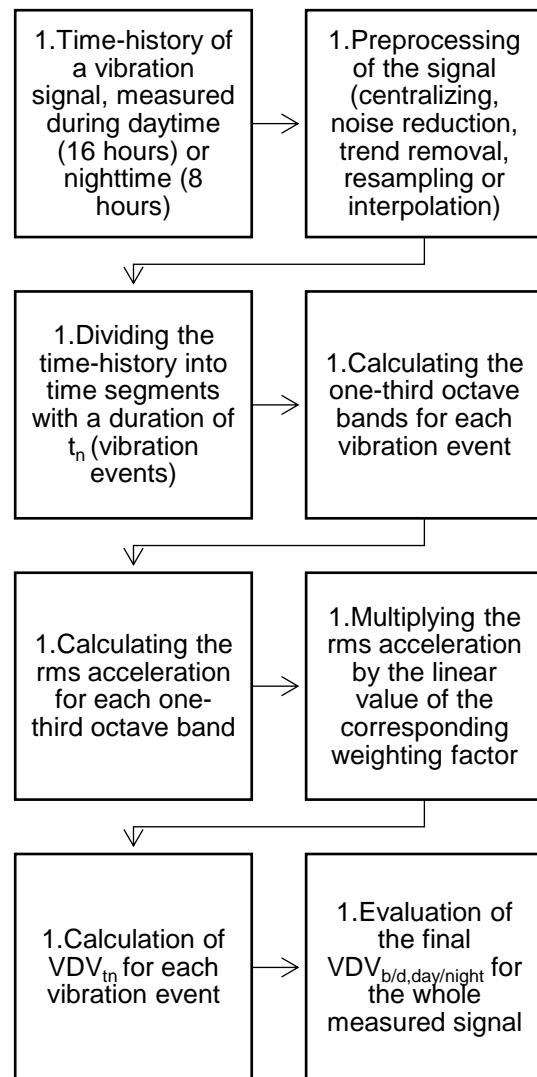 1.Time-history of
a vibration
signal, measured
during daytime
(16 hours) or
nighttime (8
hours)
1.Preprocessing
of the signal
(centralizing,
noise reduction,
trend removal,
resampling or
interpolation)
1.Dividing the
time-history into
time segments
with a duration of
tn (vibration
events)
1.Calculating the
one-third octave
bands for each
vibration event
1.Calculating the
rms acceleration
for each one-
third octave band
1.Multiplying the
rms acceleration
by the linear
value of the
corresponding
weighting factor
1.Calculation of
VDVtn for each
vibration event
1.Evaluation of
the final
VDVb/d,day/night for
the whole
measured signal